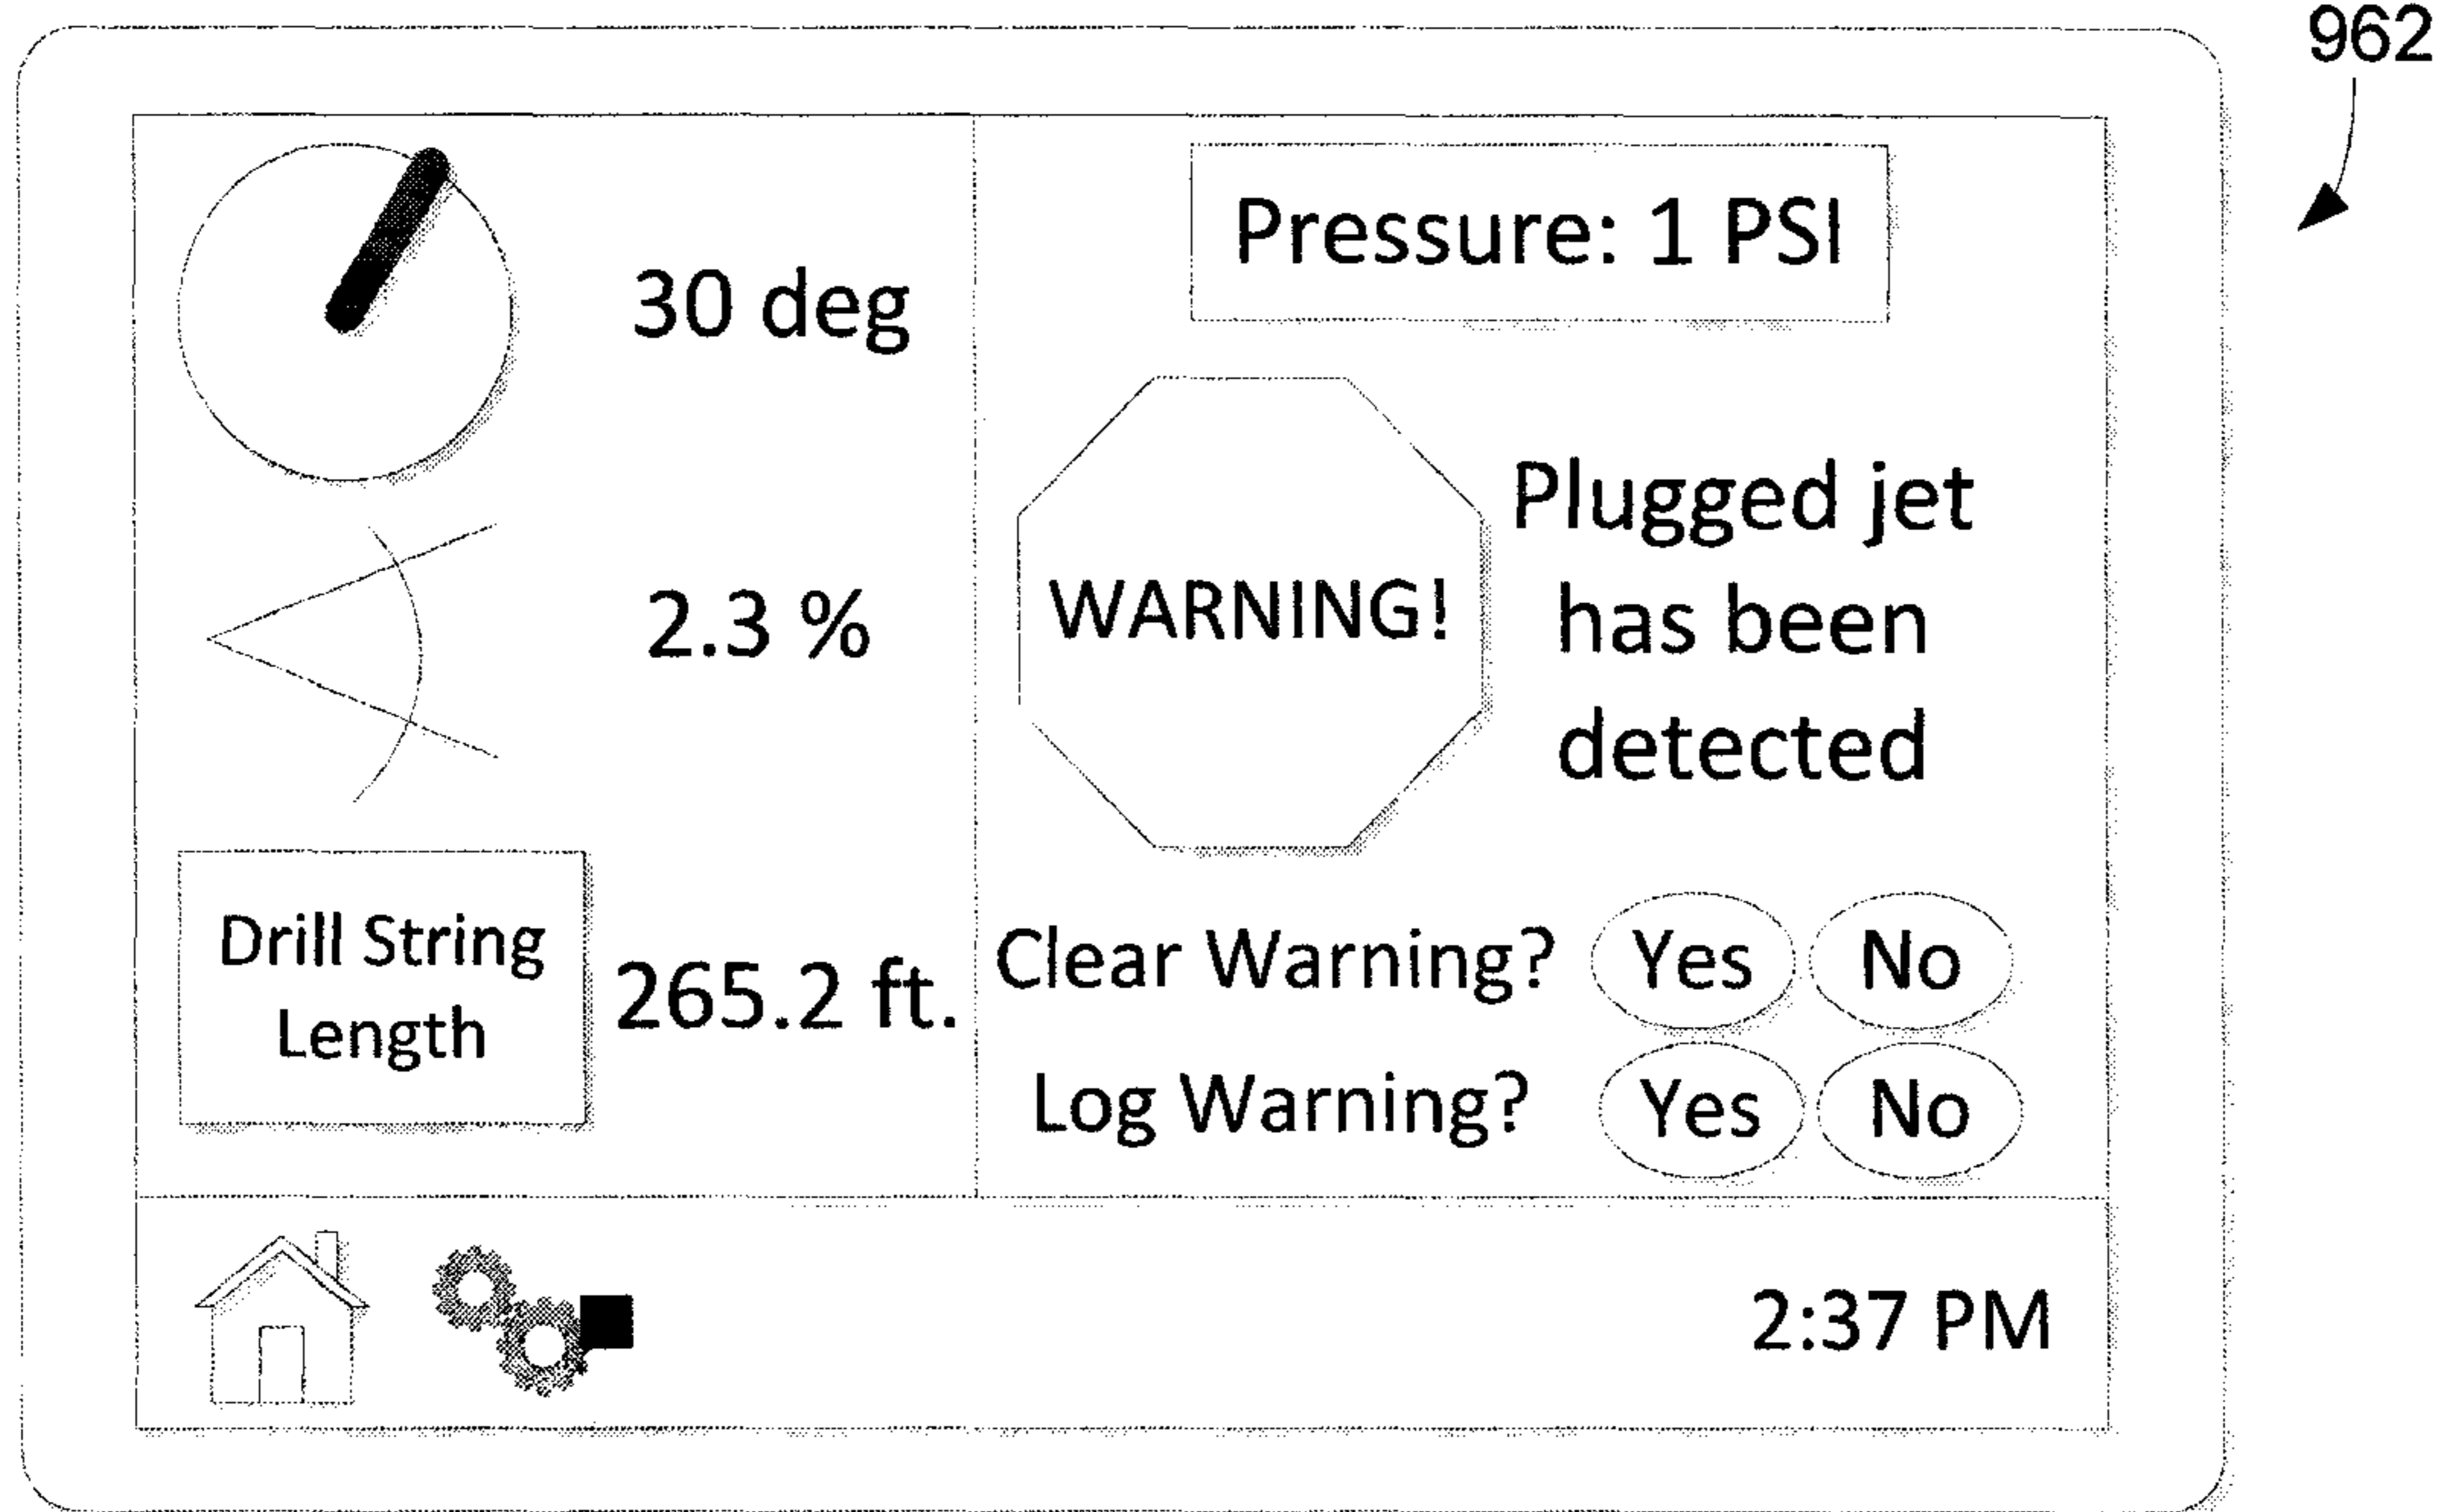 962
30 deg
2.3 %
Drill String
Length
265.2 ft.
Pressure: 1 PSI
WARNING!
Plugged jet
has been
detected
Clear Warning? Yes No
Log Warning? Yes No
2:37 PM